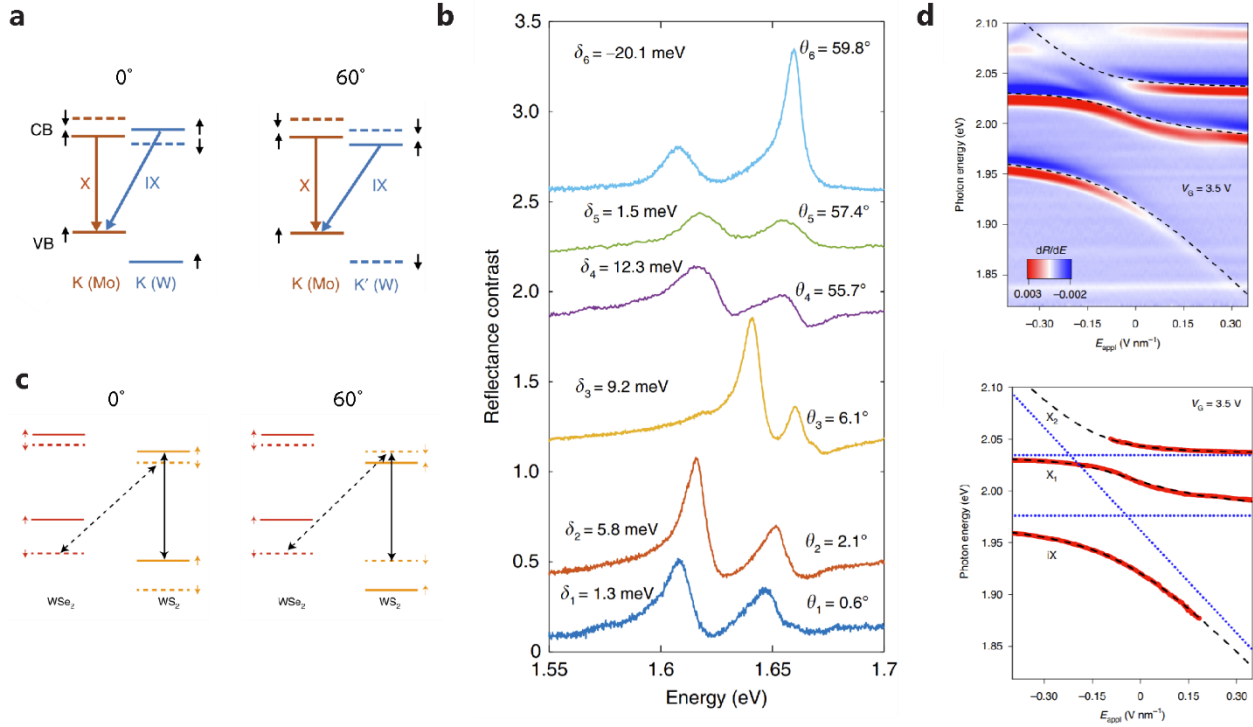 a
0°
60°
CB
X
IX
X
IX
VB
K (Mo)
K (W)
K (Mo)
K′ (W)
b
δ6 = −20.1 meV
θ6 = 59.8°
δ5 = 1.5 meV
θ5 = 57.4°
δ4 = 12.3 meV
θ4 = 55.7°
δ3 = 9.2 meV
θ3 = 6.1°
δ2 = 5.8 meV
θ2 = 2.1°
δ1 = 1.3 meV
θ1 = 0.6°
Reflectance contrast
3.5
3.0
2.5
2.0
1.5
1.0
0.5
0
1.55
1.6
1.65
1.7
Energy (eV)
c
0°
60°
WSe2
WS2
WSe2
WS2
d
2.10
2.05
2.00
1.95
1.90
1.85
Photon energy (eV)
VG = 3.5 V
dR/dE
0.003
−0.002
−0.30
−0.15
0
0.15
0.30
Eappl (V nm−1)
2.10
2.05
2.00
1.95
1.90
1.85
Photon energy (eV)
X2
VG = 3.5 V
X1
iX
−0.30
−0.15
0
0.15
0.30
Eappl (V nm−1)